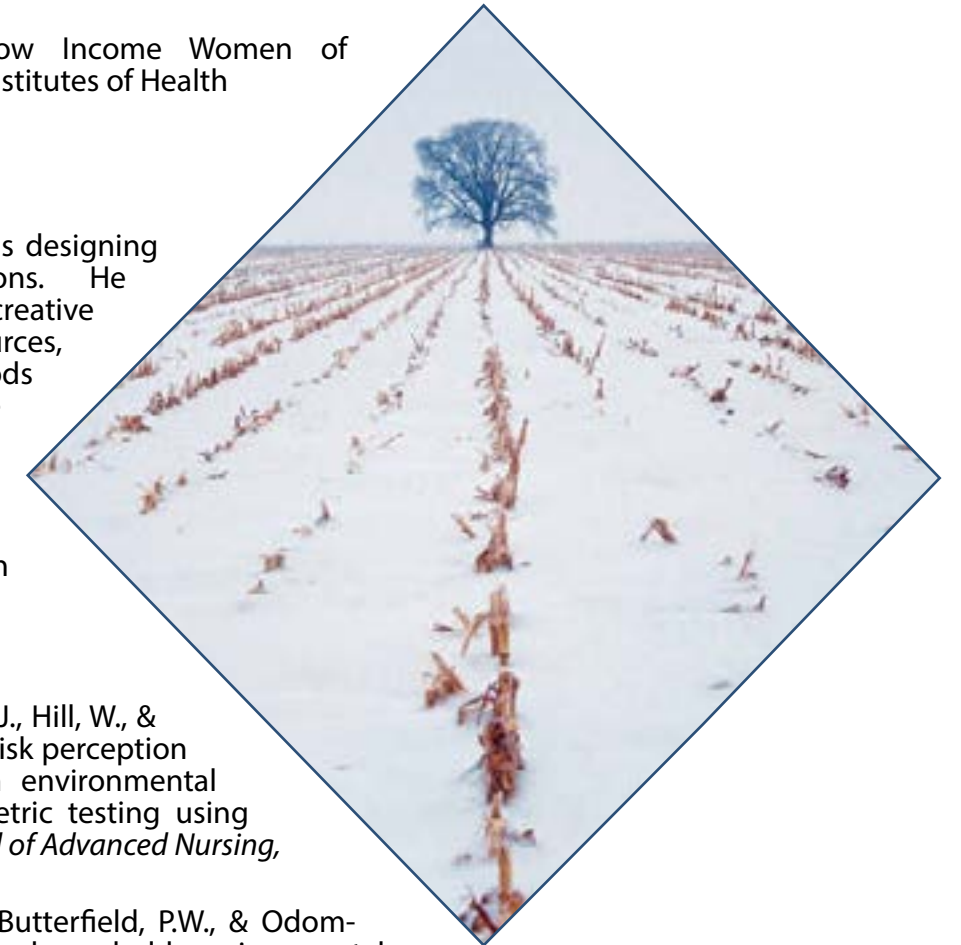 ow Income Women of
stitutes of Health
s designing
ons. He
creative
urces,
ods
n
J., Hill, W., &
isk perception
environmental
etric testing using
l of Advanced Nursing,
Butterfield, P.W., & Odom-